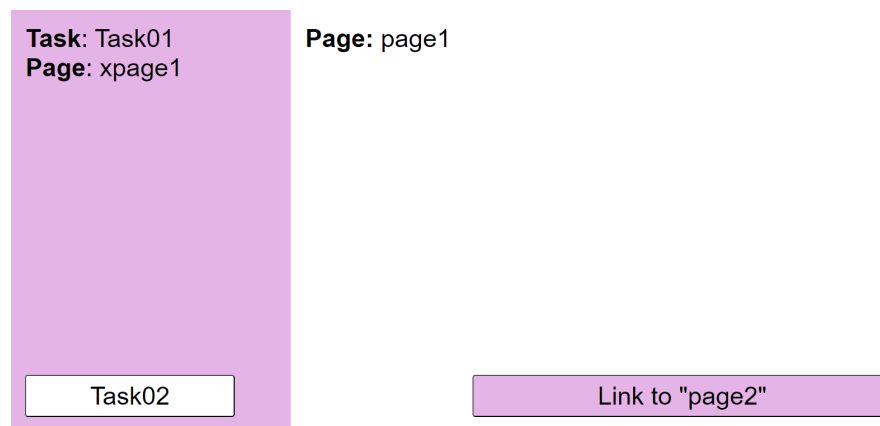 Task: Task01
Page: xpage1
Task02
Page: page1
Link to "page2"